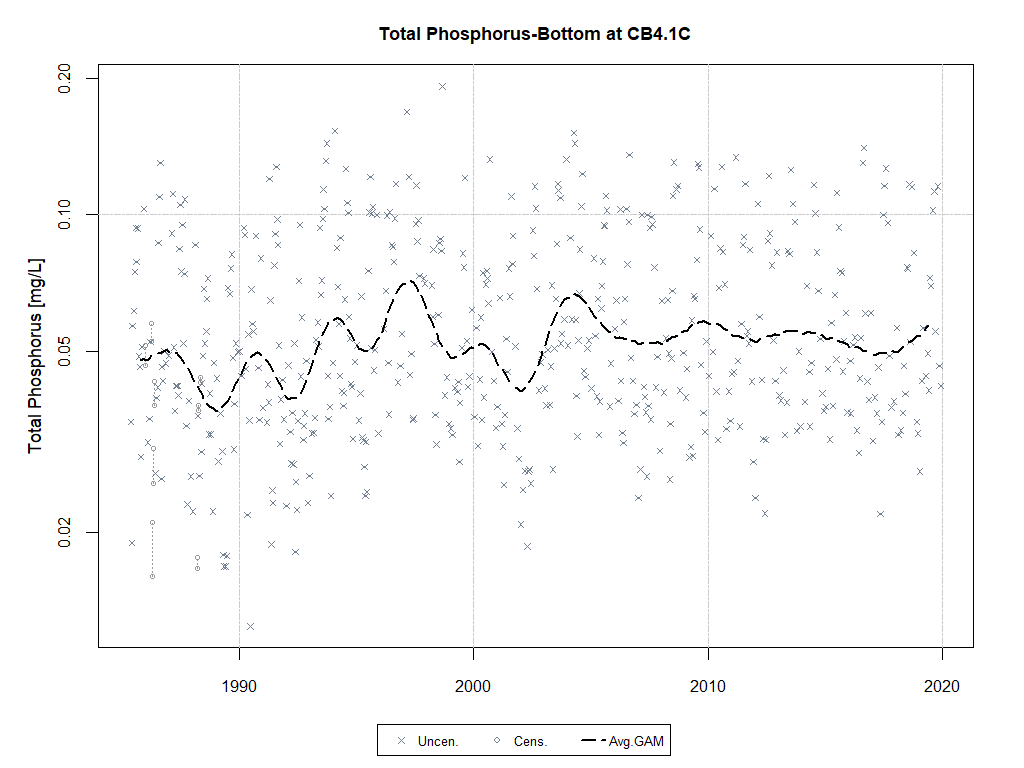 Total Phosphorus-Bottom at CB4.1C
Total Phosphorus [mg/L]
0.20
0.10
0.05
0.02
1990 2000 2010 2020
Uncen. Cens. Avg.GAM